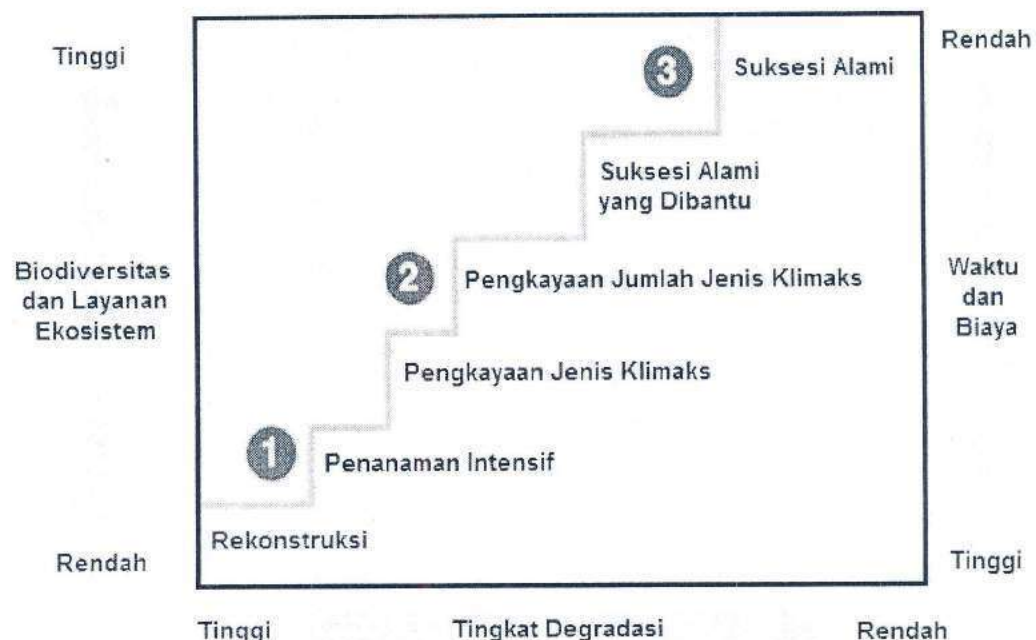 Tinggi
Rendah
3
Suksesi Alami
Suksesi Alami
yang Dibantu
Biodiversitas
dan Layanan
Ekosistem
2
Pengkayaan Jumlah Jenis Klimaks
Waktu
dan
Biaya
Pengkayaan Jenis Klimaks
1
Penanaman Intensif
Rekonstruksi
Rendah
Tinggi
Tinggi
Tingkat Degradasi
Rendah